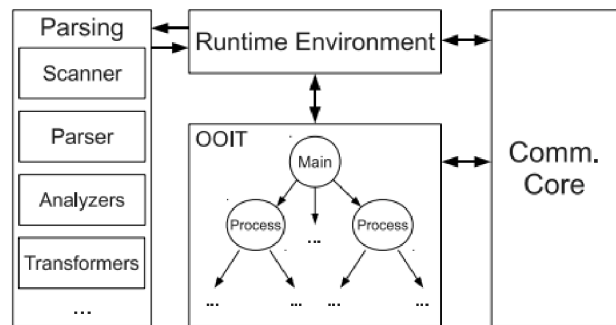 Parsing
Scanner
Parser
Analyzers
Transformers
...
Runtime Environment
OOIT
Main
Process
...
Process
...
...
...
...
Comm.
Core